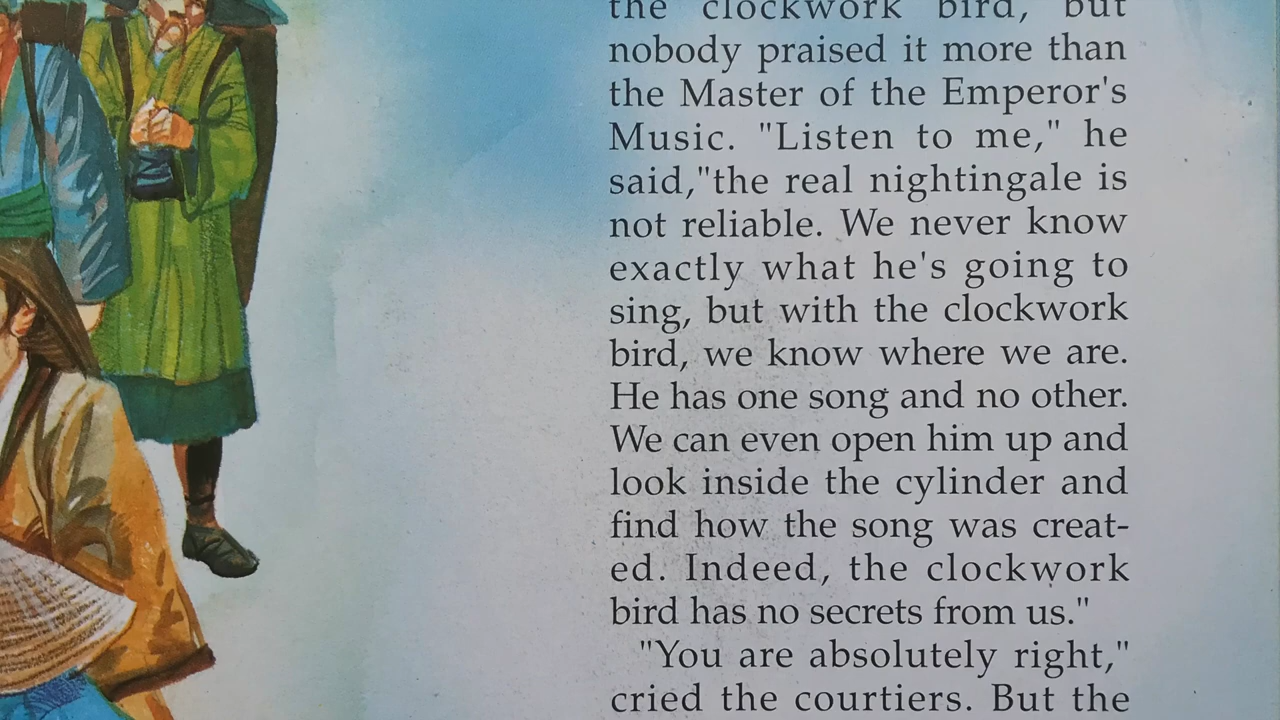 the clockwork bird, but
nobody praised it more than
the Master of the Emperor's
Music. "Listen to me," he
said,"the real nightingale is
not reliable. We never know
exactly what he's going to
sing, but with the clockwork
bird, we know where we are.
He has one song and no other.
We can even open him up and
look inside the cylinder and
find how the song was creat-
ed. Indeed, the clockwork
bird has no secrets from us."
"You are absolutely right,"
cried the courtiers. But the